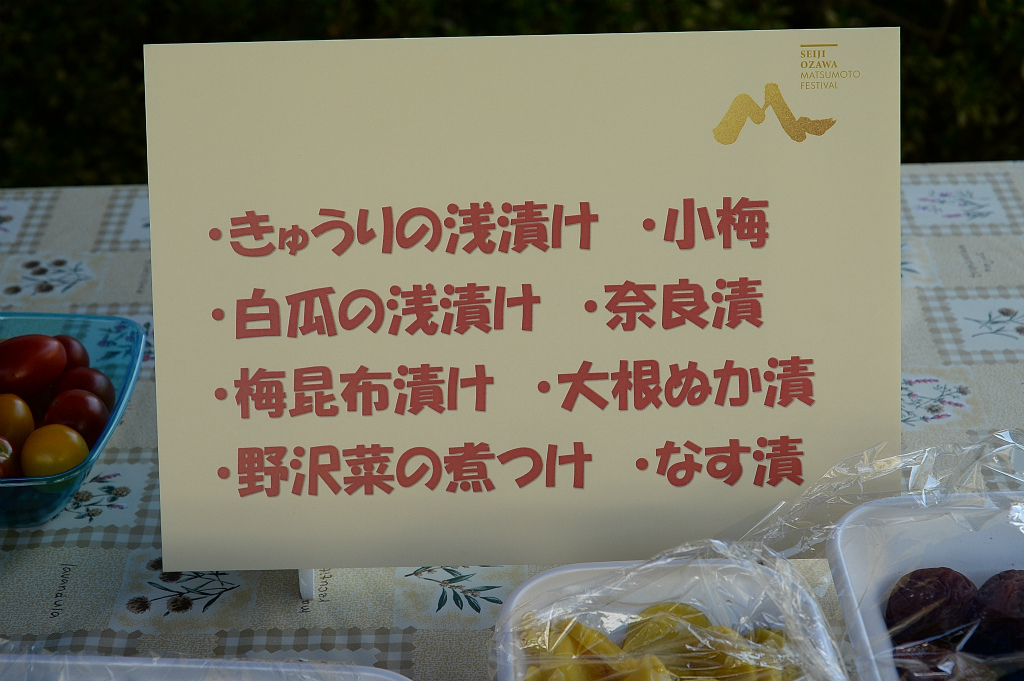 SEIJI
OZAWA
MATSUMOTO
FESTIVAL
・きゅうりの浅漬け ・小梅
・白瓜の浅漬け ・奈良漬
・梅昆布漬け ・大根ぬか漬
・野沢菜の煮つけ ・なす漬